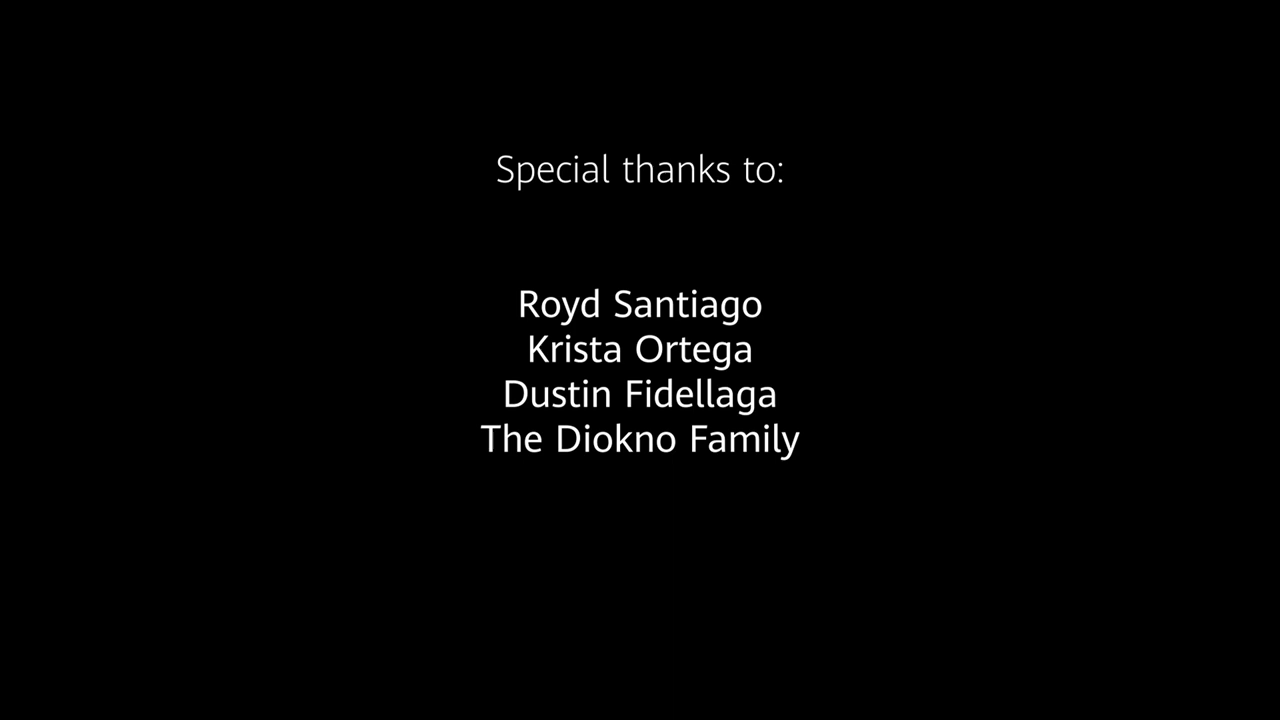 Special thanks to:
Royd Santiago
Krista Ortega
Dustin Fidellaga
The Diokno Family